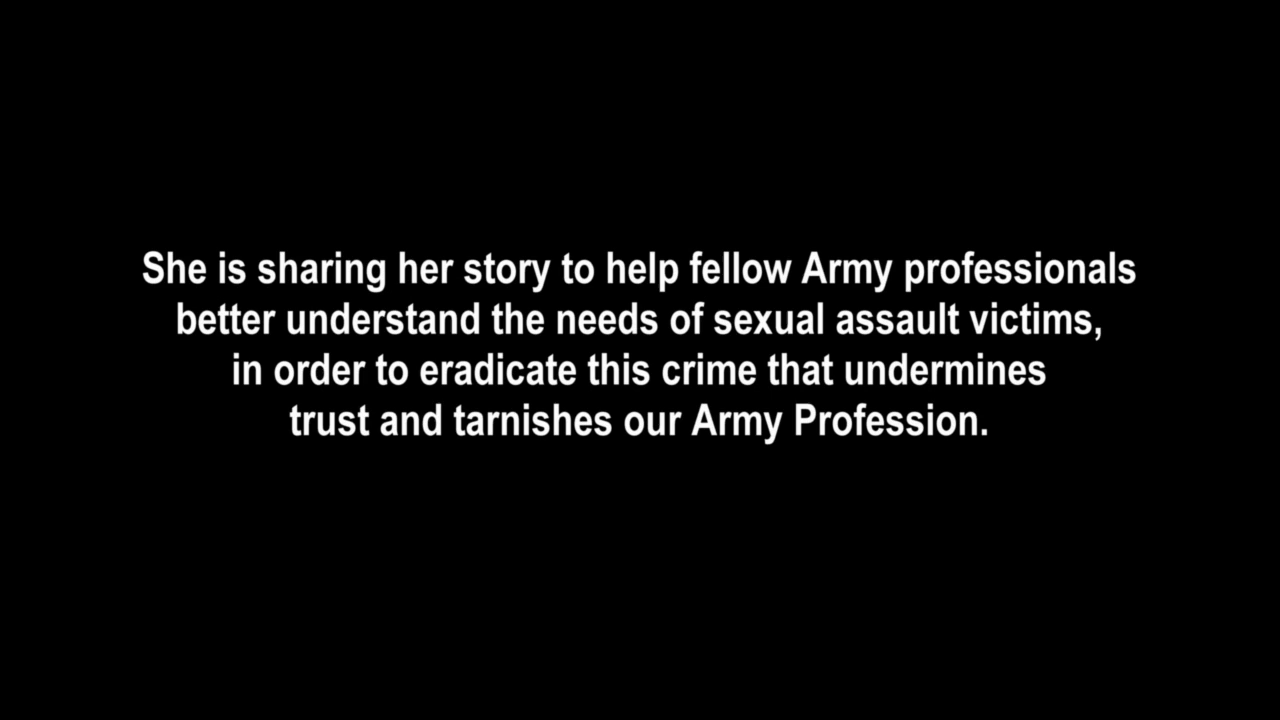 She is sharing her story to help fellow Army professionals
better understand the needs of sexual assault victims,
in order to eradicate this crime that undermines
trust and tarnishes our Army Profession.